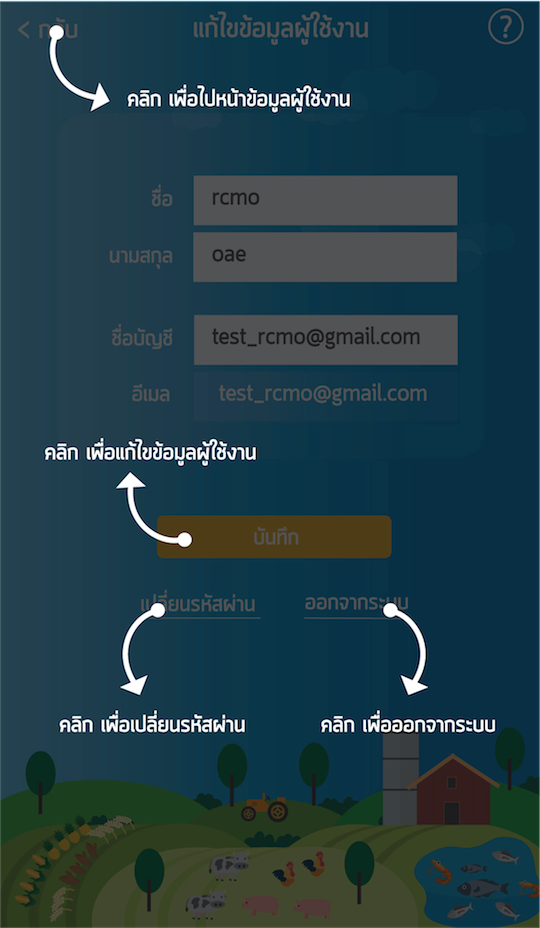 < กลับ แก้ไขข้อมูลผู้ใช้งาน ?
คลิก เพื่อไปหน้าข้อมูลผู้ใช้งาน
ชื่อ rcmo
นามสกุล oae
ชื่อบัญชี test_rcmo@gmail.com
อีเมล test_rcmo@gmail.com
คลิก เพื่อแก้ไขข้อมูลผู้ใช้งาน
บันทึก
เปลี่ยนรหัสผ่าน ออกจากระบบ
คลิก เพื่อเปลี่ยนรหัสผ่าน คลิก เพื่อออกจากระบบ